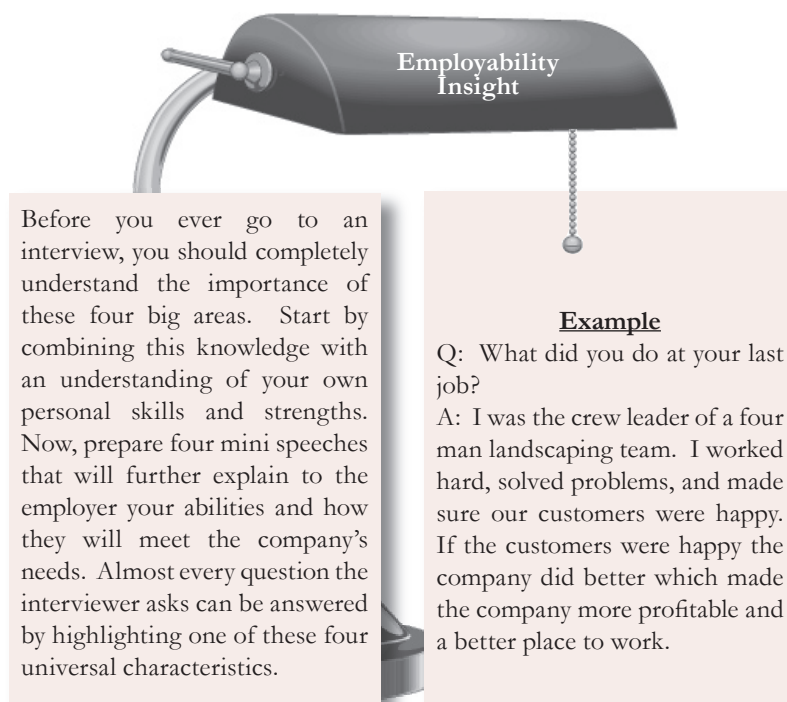 Employability
Insight
Before you ever go to an
interview, you should completely
understand the importance of
these four big areas. Start by
combining this knowledge with
an understanding of your own
personal skills and strengths.
Now, prepare four mini speeches
that will further explain to the
employer your abilities and how
they will meet the company's
needs. Almost every question the
interviewer asks can be answered
by highlighting one of these four
universal characteristics.
Example
Q: What did you do at your last
job?
A: I was the crew leader of a four
man landscaping team. I worked
hard, solved problems, and made
sure our customers were happy.
If the customers were happy the
company did better which made
the company more profitable and
a better place to work.